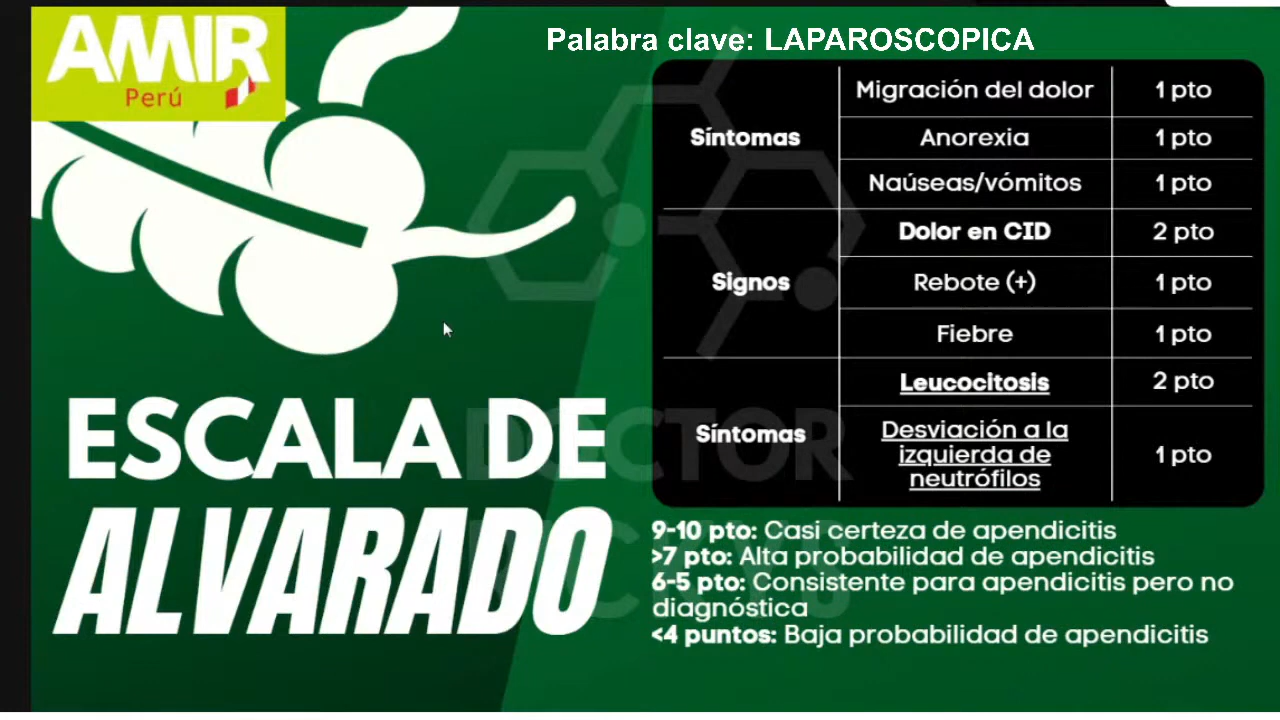 AMIR
Perú
Palabra clave: LAPAROSCOPICA
Síntomas
Migración del dolor 1 pto
Anorexia 1 pto
Naúseas/vómitos 1 pto
Signos
Dolor en CID 2 pto
Rebote (+) 1 pto
Fiebre 1 pto
Síntomas
Leucocitosis 2 pto
Desviación a la
izquierda de
neutrófilos
1 pto
ESCALA DE
ALVARADO
9-10 pto: Casi certeza de apendicitis
>7 pto: Alta probabilidad de apendicitis
6-5 pto: Consistente para apendicitis pero no
diagnóstica
<4 puntos: Baja probabilidad de apendicitis
DOCTOR